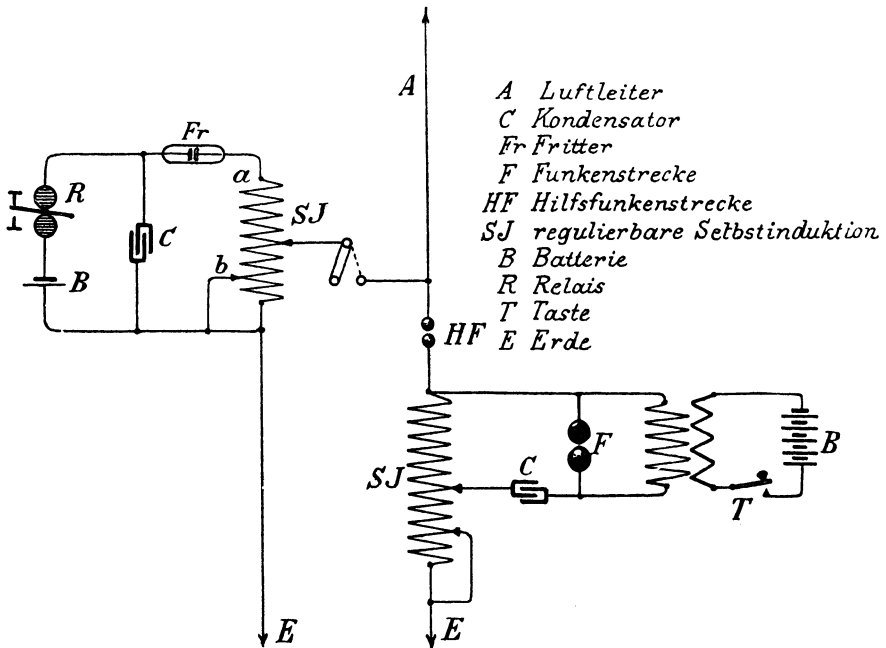 A
A Luftleiter
C Kondensator
Fr Fritter
F Funkenstrecke
HF Hilfsfunkenstrecke
SJ regulierbare Selbstinduktion
B Batterie
R Relais
T Taste
E Erde
Fr
a
R
SJ
C
b
B
HF
F
B
SJ
C
T
E
E